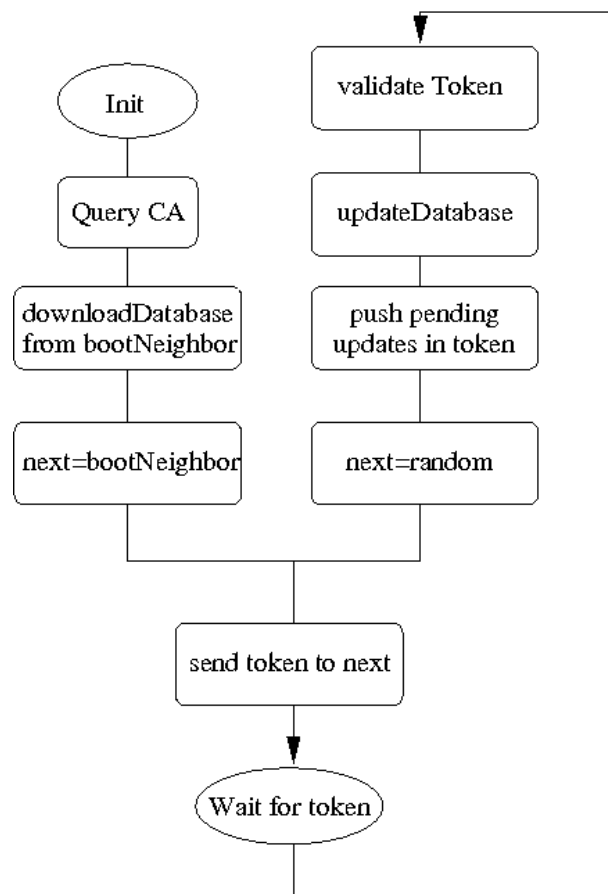 Init
Query CA
downloadDatabase
from bootNeighbor
next=bootNeighbor
validate Token
updateDatabase
push pending
updates in token
next=random
send token to next
Wait for token